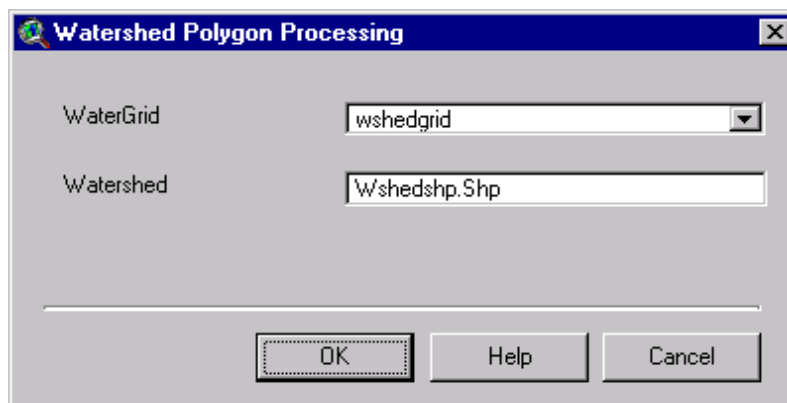 Watershed Polygon Processing
WaterGrid wshedgrid
Watershed Wshedshp.Shp
OK Help Cancel